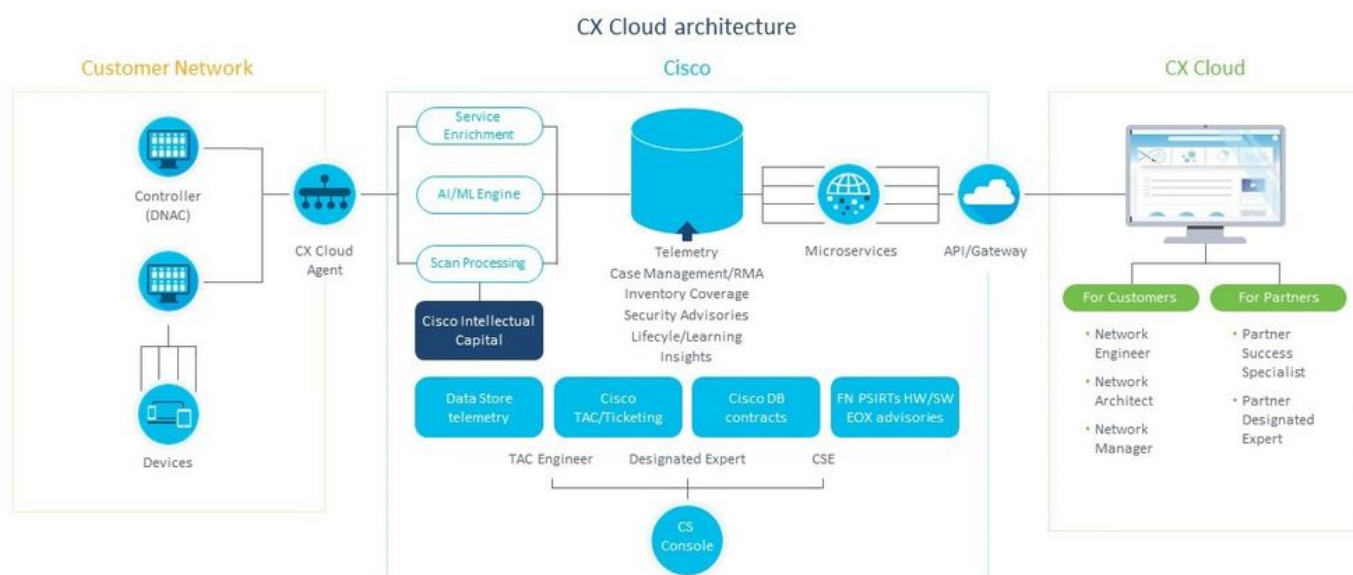 CX Cloud architecture
Customer Network
Cisco
CX Cloud
Controller
(DNAC)
Devices
CX Cloud
Agent
Service
Enrichment
AI/ML Engine
Scan Processing
Cisco Intellectual
Capital
Telemetry
Case Management/RMA
Inventory Coverage
Security Advisories
Lifecyle/Learning
Insights
Microservices
API/Gateway
Data Store
telemetry
Cisco
TAC/Ticketing
Cisco DB
contracts
FN PSIRTs HW/SW
EOX advisories
TAC Engineer
Designated Expert
CSE
CS
Console
For Customers
• Network
Engineer
• Network
Architect
• Network
Manager
For Partners
• Partner
Success
Specialist
• Partner
Designated
Expert